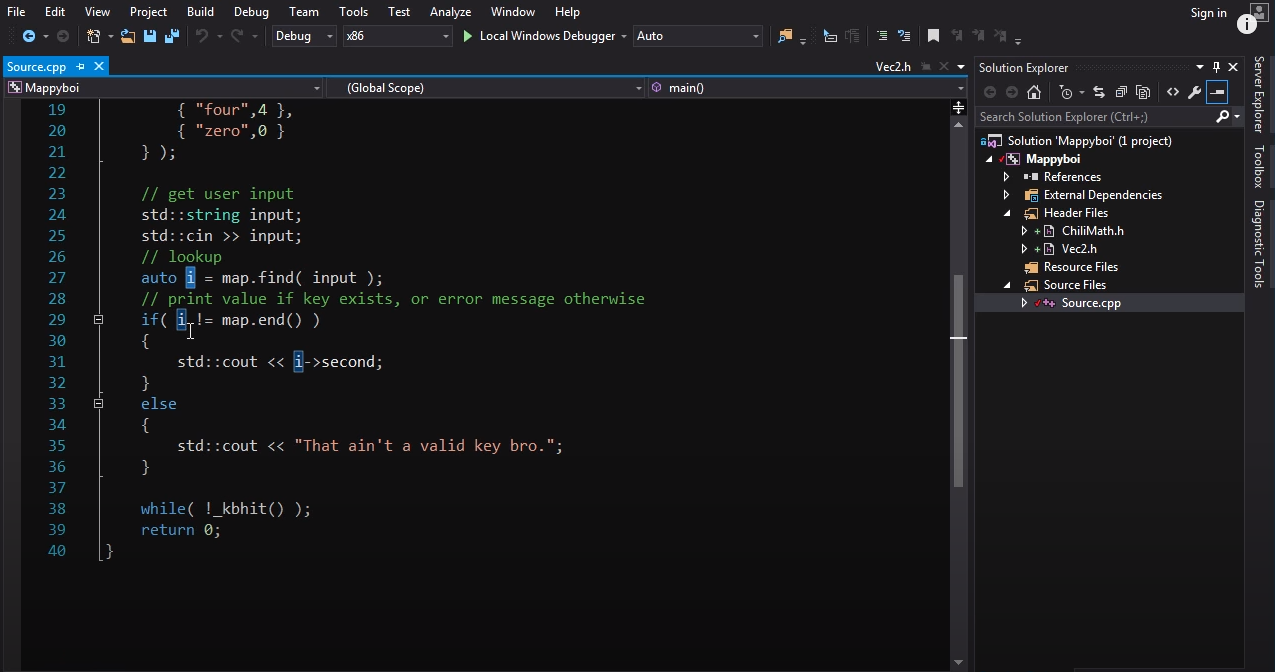 File Edit View Project Build Debug Team Tools Test Analyze Window Help
Sign in
Debug x86 Local Windows Debugger Auto
Source.cpp Vec2.h
Mappyboi (Global Scope) main()
19 { "four",4 },
20 { "zero",0 }
21 } );
22
23 // get user input
24 std::string input;
25 std::cin >> input;
26 // lookup
27 auto i = map.find( input );
28 // print value if key exists, or error message otherwise
29 if( i != map.end() )
30 {
31 std::cout << i->second;
32 }
33 else
34 {
35 std::cout << "That ain't a valid key bro.";
36 }
37
38 while( !_kbhit() );
39 return 0;
40 }
Solution Explorer
Search Solution Explorer (Ctrl+;)
Solution 'Mappyboi' (1 project)
Mappyboi
References
External Dependencies
Header Files
ChiliMath.h
Vec2.h
Resource Files
Source Files
Source.cpp
Server Explorer
Toolbox
Diagnostic Tools